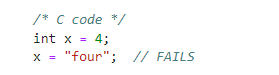 /* C code */
int x = 4;
x = "four";  // FAILS